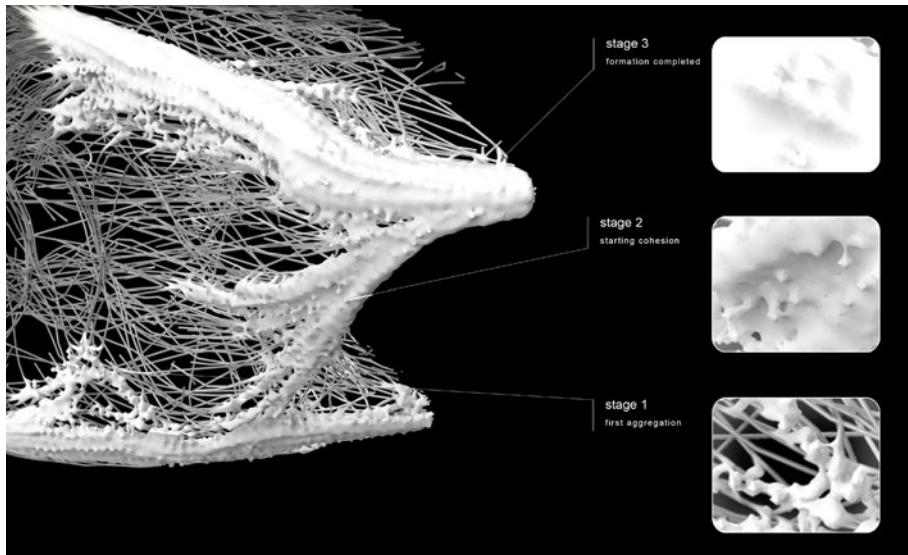 stage 3
formation completed
stage 2
starting cohesion
stage 1
first aggregation